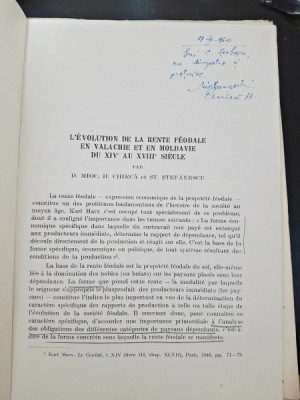 L'ÉVOLUTION DE LA RENTE FÉODALE
EN VALACHIE ET EN MOLDAVIE
DU XIVe AU XVIIIe SIÈCLE
PAR
D. MIOC, H. CHIRCĂ et ST. ȘTEFĂNESCU
La rente féodale — expression économique de la propriété féodale —
constitue un des problèmes fondamentaux de l'histoire de la société au
moyen âge. Karl Marx s'est occupé tout spécialement de ce problème,
dont il a souligné l'importance dans les termes suivants : « La forme éco-
nomique spécifique dans laquelle du surtravail non payé est extorqué
aux producteurs immédiats, détermine le rapport de dépendance, tel qu'il
découle directement de la production et réagit sur elle. C'est la base de la
forme spécifique, économique ou politique, de tout système résultant des
conditions de la production »¹.
La base de la rente féodale est la propriété féodale du sol, elle-même
liée à la domination des nobles (ou boïars) sur les paysans placés sous leur
dépendance. La forme que prend cette rente — la modalité par laquelle
le seigneur s'approprie le surproduit des producteurs immédiats —
constitue l'indice le plus important en vue de la détermination du caractère
spécifique des rapports de production à telle ou telle étape de
l'évolution de la société féodale. Il convient donc, pour connaître ce
caractère spécifique, d'accorder une importance primordiale à l'analyse
des obligations des différentes catégories de paysans dépendants, c'est-à-
dire de la forme concrète sous laquelle la rente féodale se manifeste.
¹ Karl Marx, Le Capital, t. XIV (livre III, chap. XLVII), Paris, 1946, pp. 71—72.